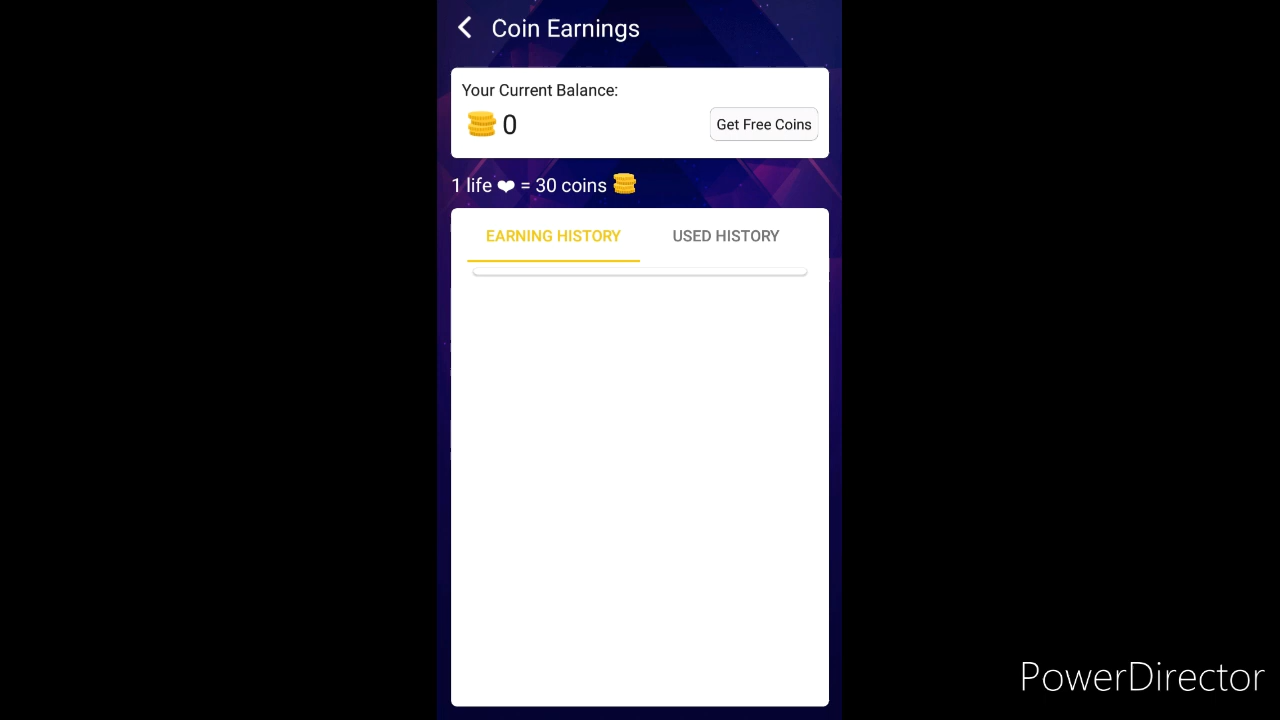 Coin Earnings
Your Current Balance:
0
Get Free Coins
1 life ❤ = 30 coins
EARNING HISTORY
USED HISTORY
PowerDirector